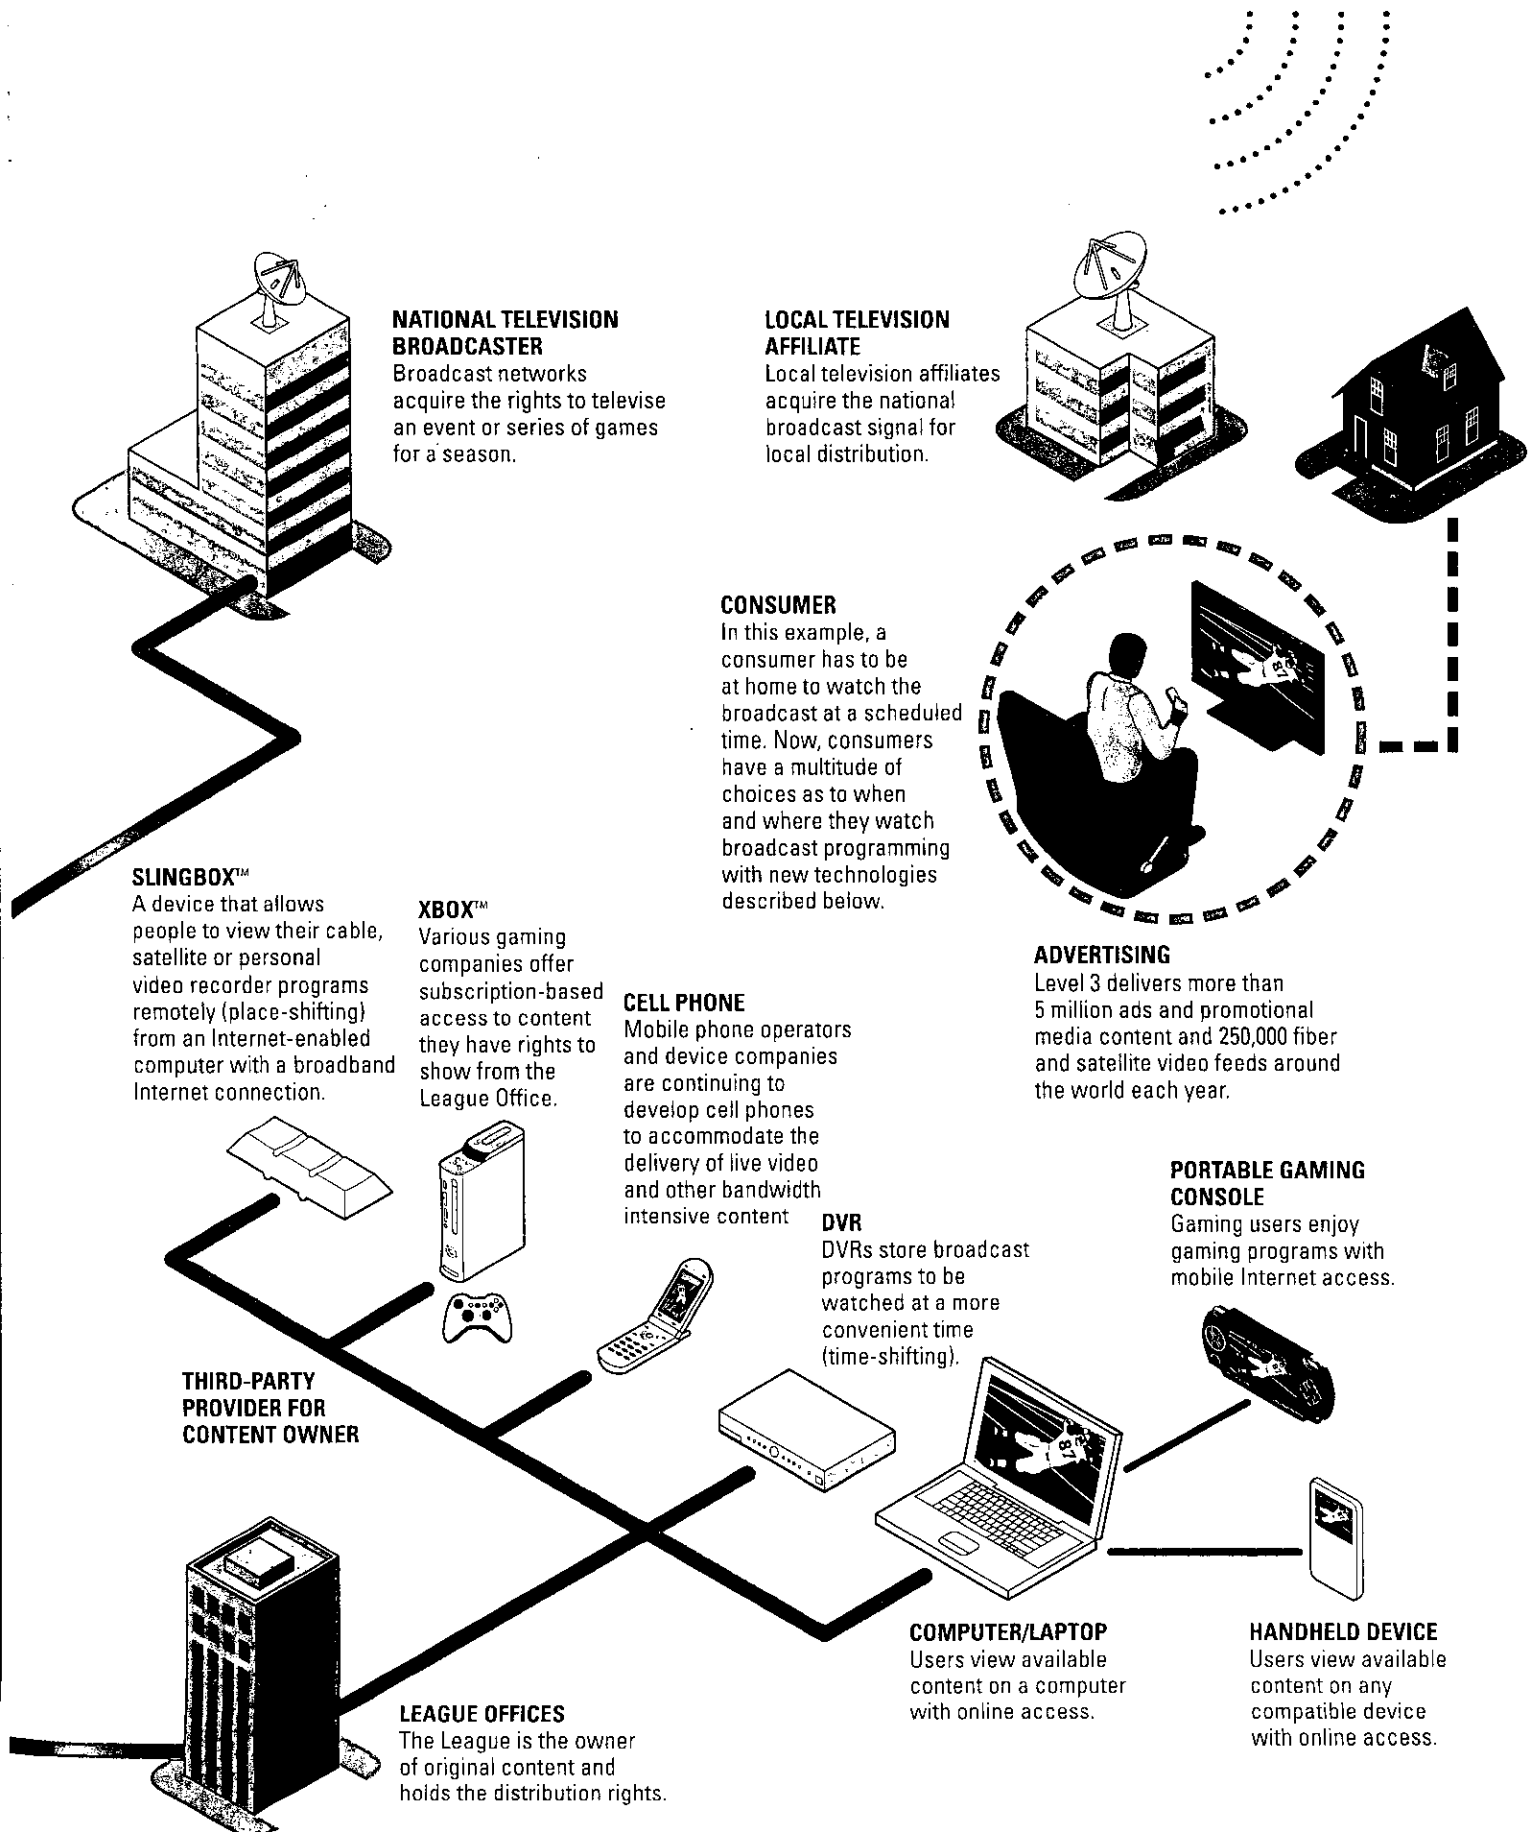 NATIONAL TELEVISION
BROADCASTER
Broadcast networks
acquire the rights to televise
an event or series of games
for a season.
LOCAL TELEVISION
AFFILIATE
Local television affiliates
acquire the national
broadcast signal for
local distribution.
CONSUMER
In this example, a
consumer has to be
at home to watch the
broadcast at a scheduled
time. Now, consumers
have a multitude of
choices as to when
and where they watch
broadcast programming
with new technologies
described below.
SLINGBOX™
A device that allows
people to view their cable,
satellite or personal
video recorder programs
remotely (place-shifting)
from an Internet-enabled
computer with a broadband
Internet connection.
XBOX™
Various gaming
companies offer
subscription-based
access to content
they have rights to
show from the
League Office.
CELL PHONE
Mobile phone operators
and device companies
are continuing to
develop cell phones
to accommodate the
delivery of live video
and other bandwidth
intensive content
ADVERTISING
Level 3 delivers more than
5 million ads and promotional
media content and 250,000 fiber
and satellite video feeds around
the world each year.
DVR
DVRs store broadcast
programs to be
watched at a more
convenient time
(time-shifting).
PORTABLE GAMING
CONSOLE
Gaming users enjoy
gaming programs with
mobile Internet access.
THIRD-PARTY
PROVIDER FOR
CONTENT OWNER
COMPUTER/LAPTOP
Users view available
content on a computer
with online access.
HANDHELD DEVICE
Users view available
content on any
compatible device
with online access.
LEAGUE OFFICES
The League is the owner
of original content and
holds the distribution rights.
87
87